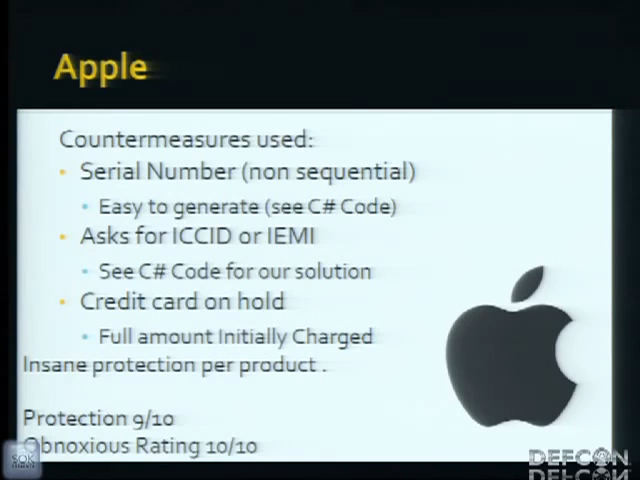 Apple
Countermeasures used:
Serial Number (non sequential)
Easy to generate (see C# Code)
Asks for ICCID or IEMI
See C# Code for our solution
Credit card on hold
Full amount Initially Charged
Insane protection per product .
Protection 9/10
Obnoxious Rating 10/10
SOK
DEFCON